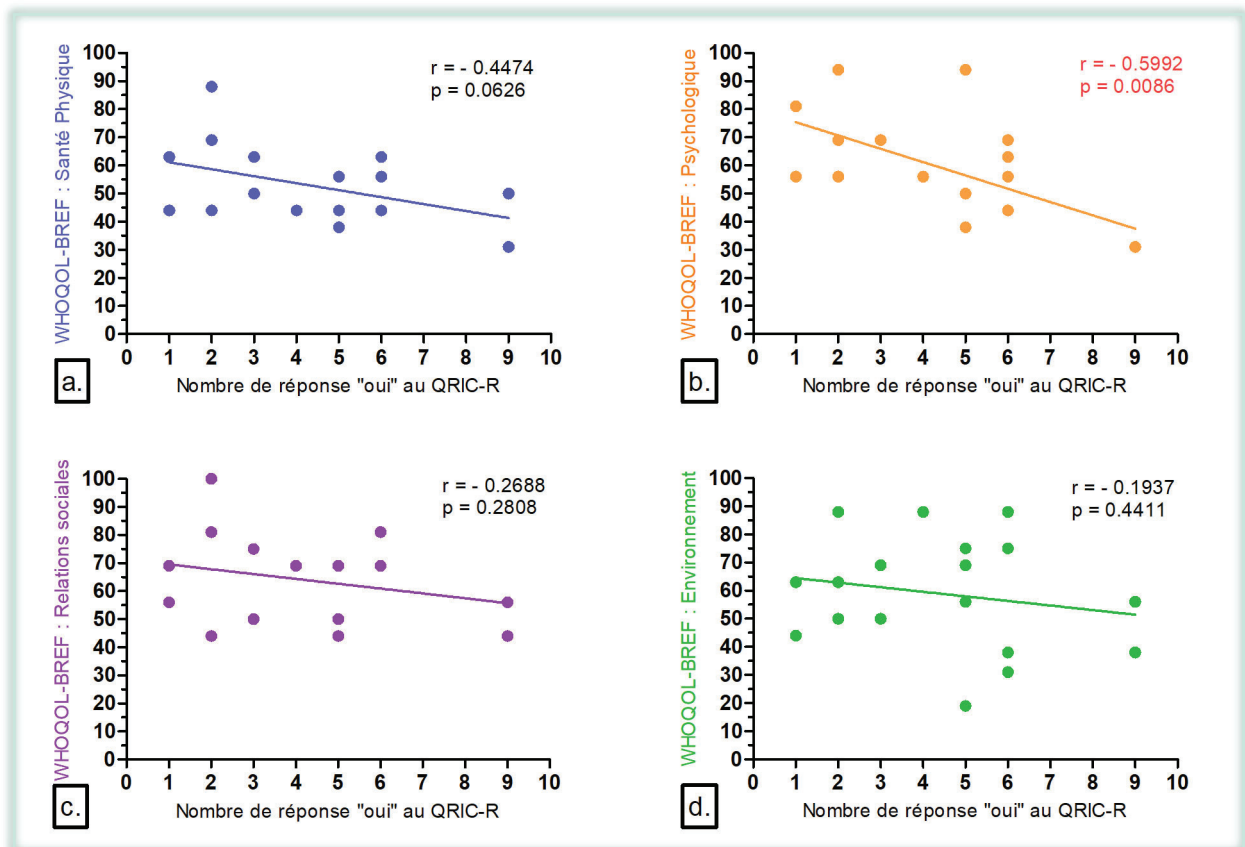 WHOQOL-BREF : Santé Physique
100
90
80
70
60
50
40
30
20
10
0
r = - 0.4474
p = 0.0626
0 1 2 3 4 5 6 7 8 9 10
Nombre de réponse "oui" au QRIC-R
a.
WHOQOL-BREF : Psychologique
100
90
80
70
60
50
40
30
20
10
0
r = - 0.5992
p = 0.0086
0 1 2 3 4 5 6 7 8 9 10
Nombre de réponse "oui" au QRIC-R
b.
WHOQOL-BREF : Relations sociales
100
90
80
70
60
50
40
30
20
10
0
r = - 0.2688
p = 0.2808
0 1 2 3 4 5 6 7 8 9 10
Nombre de réponse "oui" au QRIC-R
c.
WHOQOL-BREF : Environnement
100
90
80
70
60
50
40
30
20
10
0
r = - 0.1937
p = 0.4411
0 1 2 3 4 5 6 7 8 9 10
Nombre de réponse "oui" au QRIC-R
d.